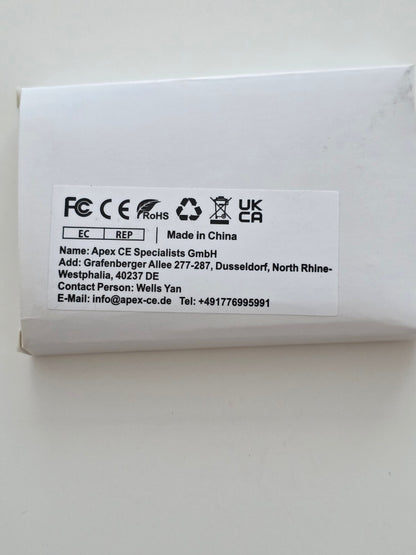 FC CE RoHS UK
CA
EC REP Made in China
Name: Apex CE Specialists GmbH
Add: Grafenberger Allee 277-287, Dusseldorf, North Rhine-
Westphalia, 40237 DE
Contact Person: Wells Yan
E-Mail: info@apex-ce.de Tel: +491776995991